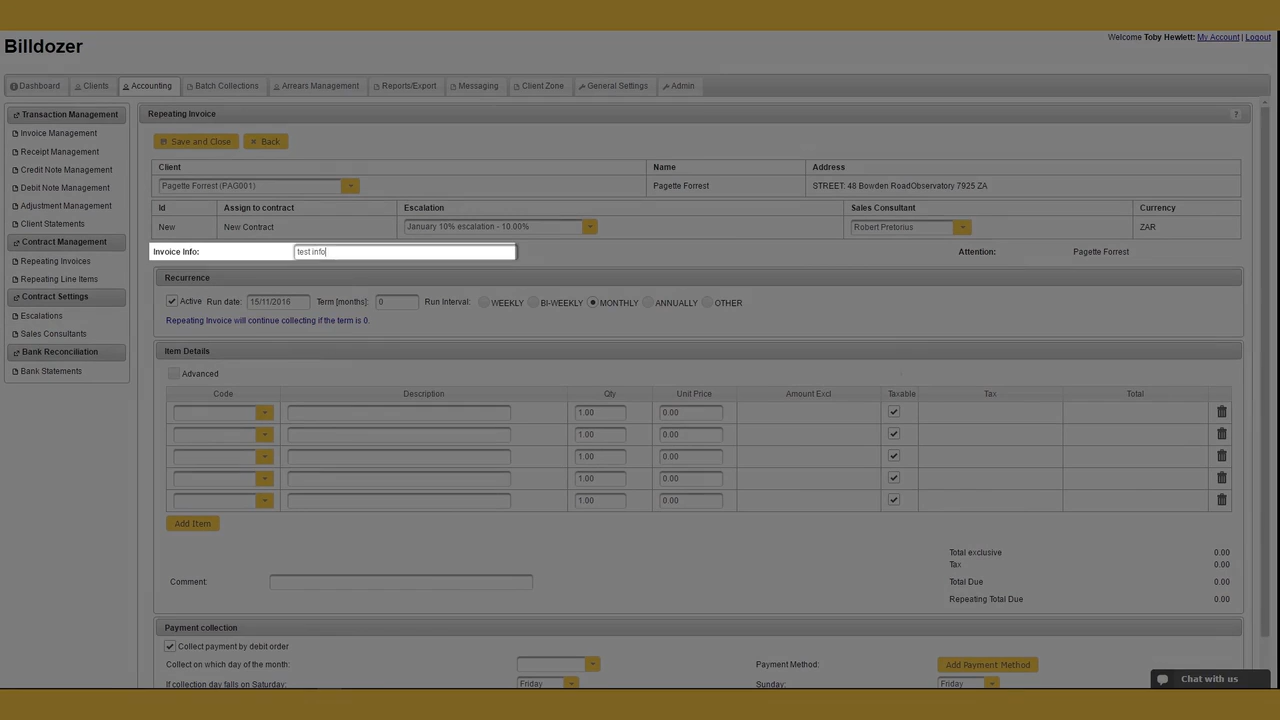 Billdozer
Welcome Toby Hewlett: My Account | Logout
Dashboard Clients Accounting Batch Collections Arrears Management Reports/Export Messaging Client Zone General Settings Admin
Transaction Management
Invoice Management
Receipt Management
Credit Note Management
Debit Note Management
Adjustment Management
Client Statements
Contract Management
Repeating Invoices
Repeating Line Items
Contract Settings
Escalations
Sales Consultants
Bank Reconciliation
Bank Statements
Repeating Invoice ?
Save and Close Back
Client Name Address
Pagette Forrest (PAG001) Pagette Forrest STREET: 48 Bowden RoadObservatory 7925 ZA
Id Assign to contract Escalation Sales Consultant Currency
New New Contract January 10% escalation - 10.00% Robert Pretorius ZAR
Invoice Info: test info Attention: Pagette Forrest
Recurrence
Active Run date: 15/11/2016 Term [months]: 0 Run interval: WEEKLY BI-WEEKLY MONTHLY ANNUALLY OTHER
Repeating Invoice will continue collecting if the term is 0.
Item Details
Advanced
Code Description Qty Unit Price Amount Excl Taxable Tax Total
1.00 0.00
1.00 0.00
1.00 0.00
1.00 0.00
1.00 0.00
Add Item
Total exclusive 0.00
Tax 0.00
Comment: Total Due 0.00
Repeating Total Due 0.00
Payment collection
Collect payment by debit order
Collect on which day of the month: Payment Method: Add Payment Method
If collection day falls on Saturday: Friday Sunday: Friday
Chat with us